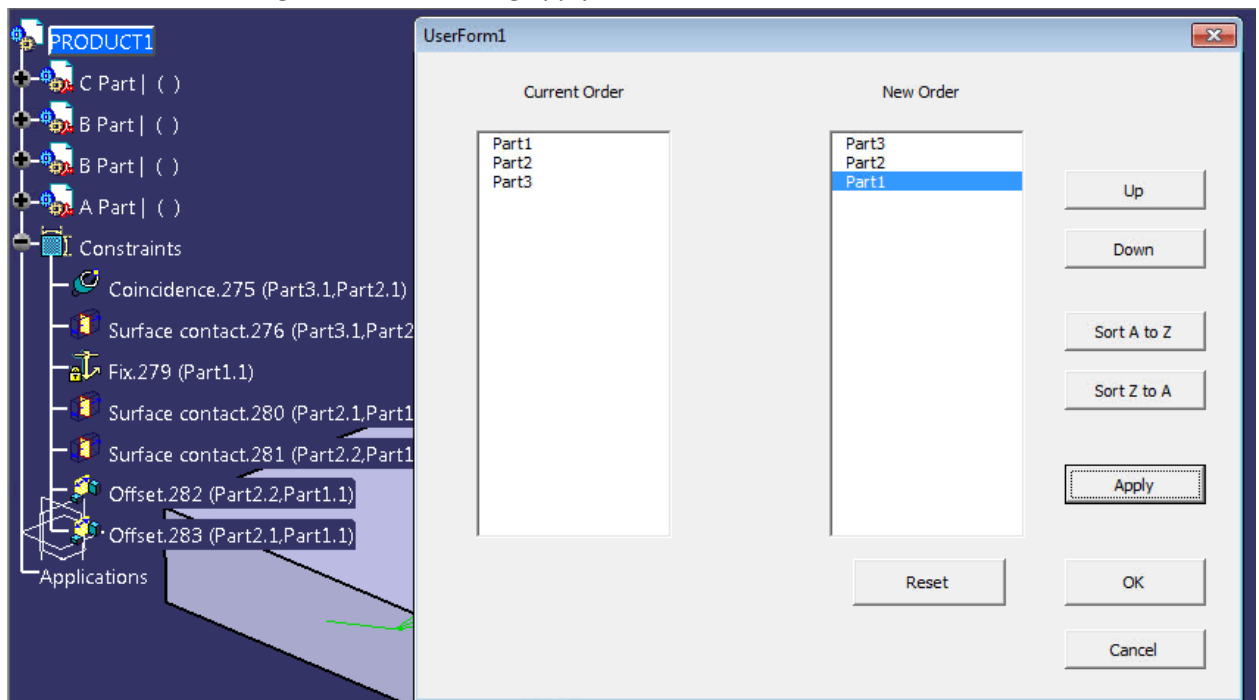 PRODUCT1
C Part| ( )
B Part| ( )
B Part| ( )
A Part| ( )
Constraints
Coincidence.275 (Part3.1,Part2.1)
Surface contact.276 (Part3.1,Part2
Fix.279 (Part1.1)
Surface contact.280 (Part2.1,Part1
Surface contact.281 (Part2.2,Part1
Offset.282 (Part2.2,Part1.1)
Offset.283 (Part2.1,Part1.1)
Applications
UserForm1
Current Order
Part1
Part2
Part3
New Order
Part3
Part2
Part1
Up
Down
Sort A to Z
Sort Z to A
Apply
Reset
OK
Cancel